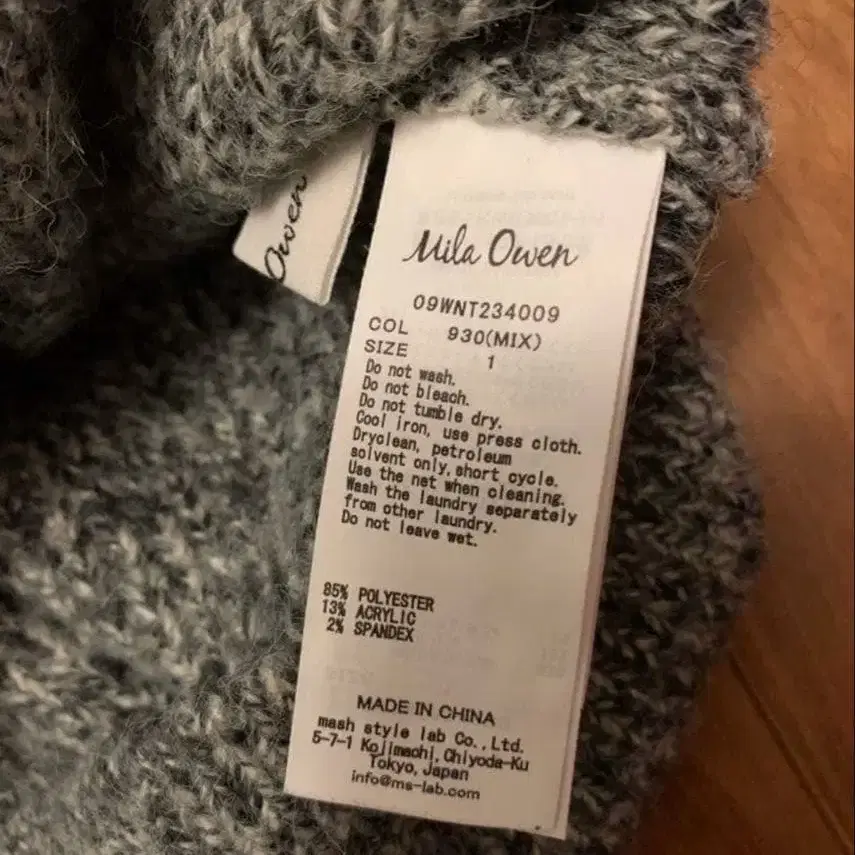 Owen
Mila Owen
09WNT234009
COL 930(MIX)
SIZE 1
Do not wash.
Do not bleach.
Do not tumble dry.
Cool iron, use press cloth.
Dryclean, petroleum
solvent only, short cycle.
Use the net when cleaning.
Wash the laundry separately
from other laundry.
Do not leave wet.
85% POLYESTER
13% ACRYLIC
2% SPANDEX
MADE IN CHINA
mash style lab Co., Ltd.
5-7-1 Kojimachi, Chiyoda-Ku
Tokyo, Japan
info@ms-lab.com